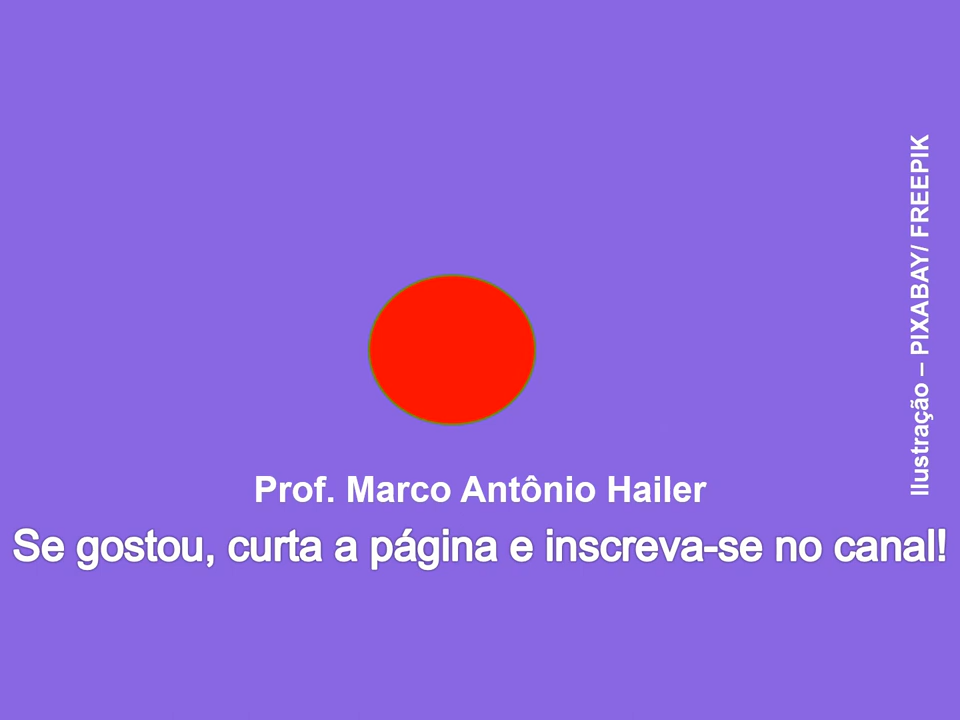 Ilustração – PIXABAY/ FREEPIK
Prof. Marco Antônio Hailer
Se gostou, curta a página e inscreva-se no canal!